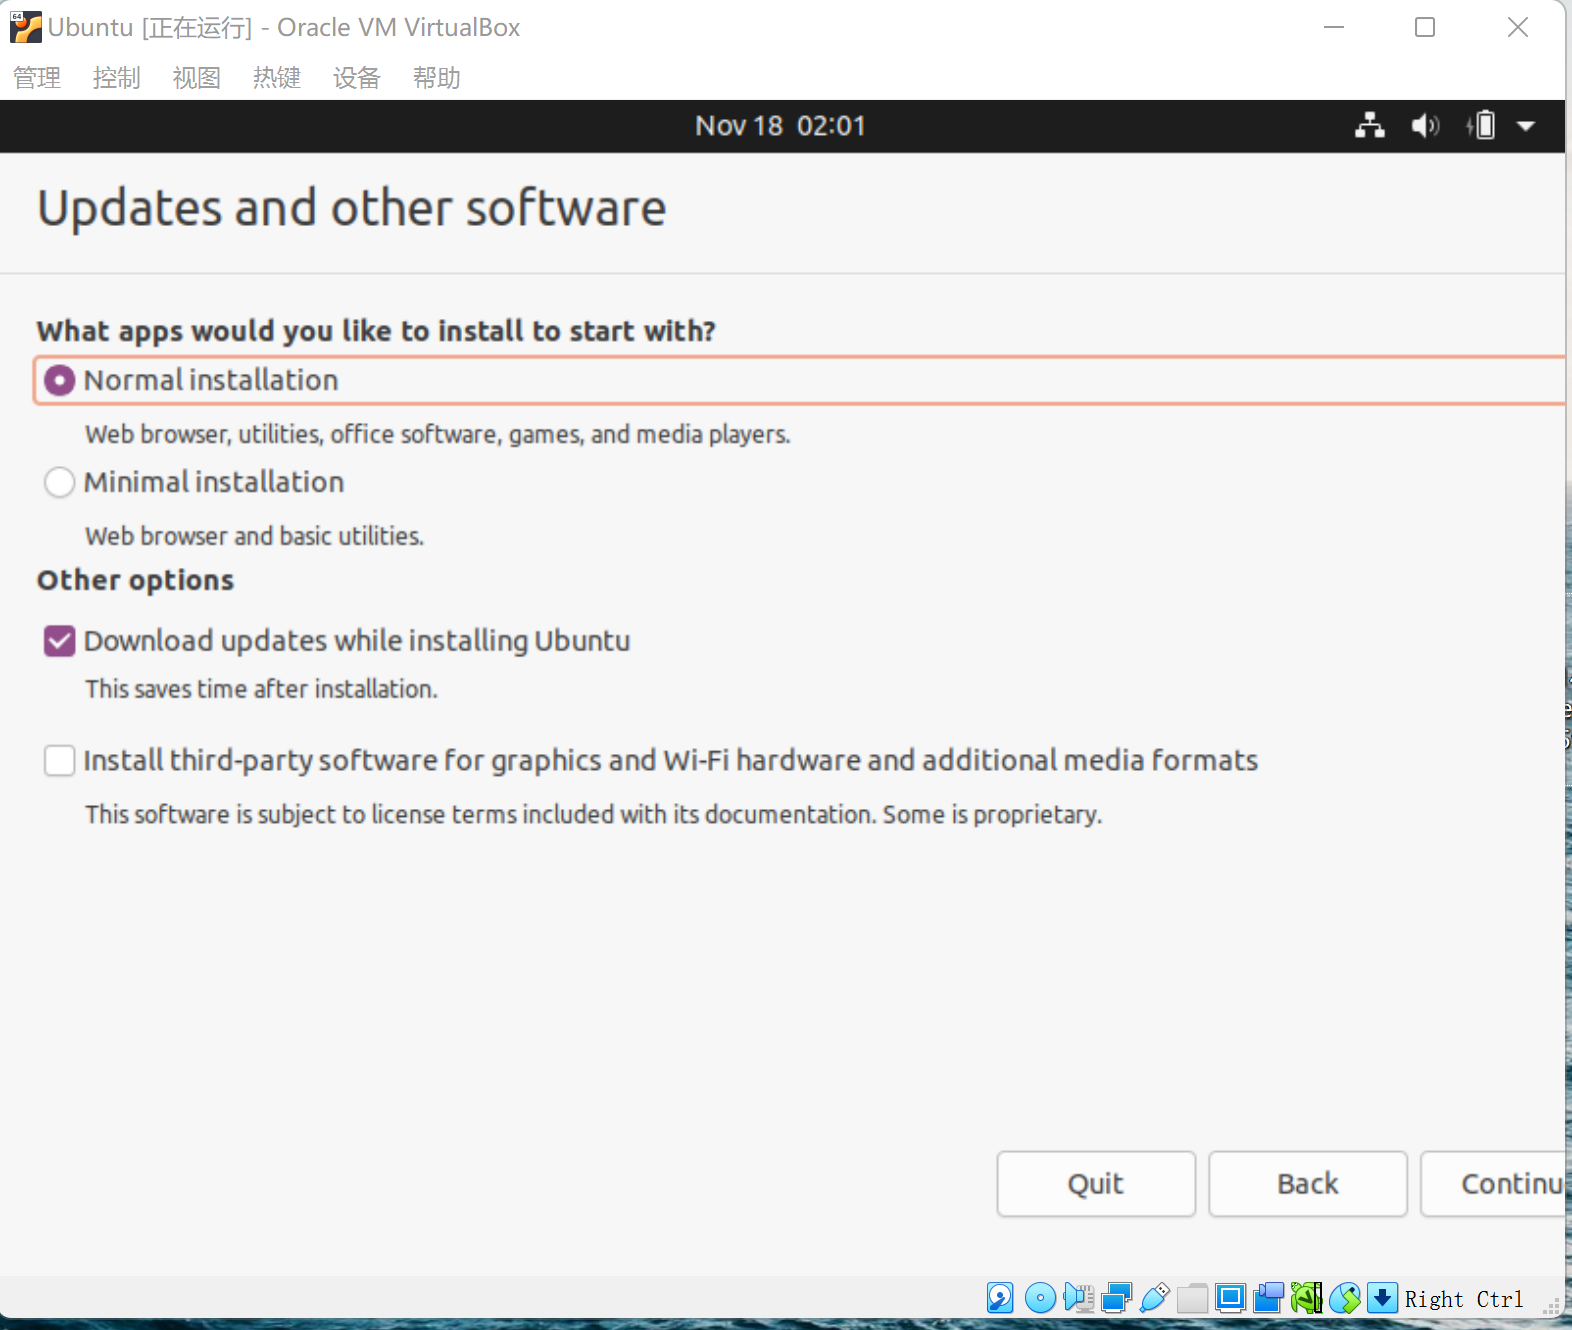 64
Ubuntu [正在运行] - Oracle VM VirtualBox
管理 控制 视图 热键 设备 帮助
Nov 18 02:01
Updates and other software
What apps would you like to install to start with?
Normal installation
Web browser, utilities, office software, games, and media players.
Minimal installation
Web browser and basic utilities.
Other options
Download updates while installing Ubuntu
This saves time after installation.
Install third-party software for graphics and Wi-Fi hardware and additional media formats
This software is subject to license terms included with its documentation. Some is proprietary.
Quit Back Continu
Right Ctrl